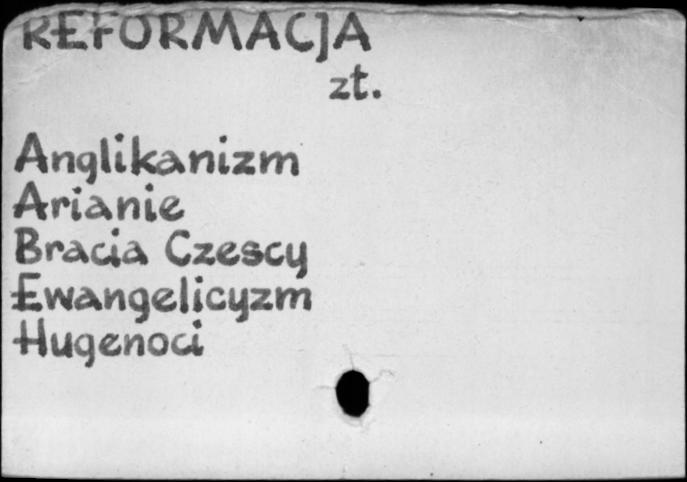 REFORMACJA
zt.
Anglikanizm
Arianie
Bracia Czescy
Ewangelicyzm
Hugenoci